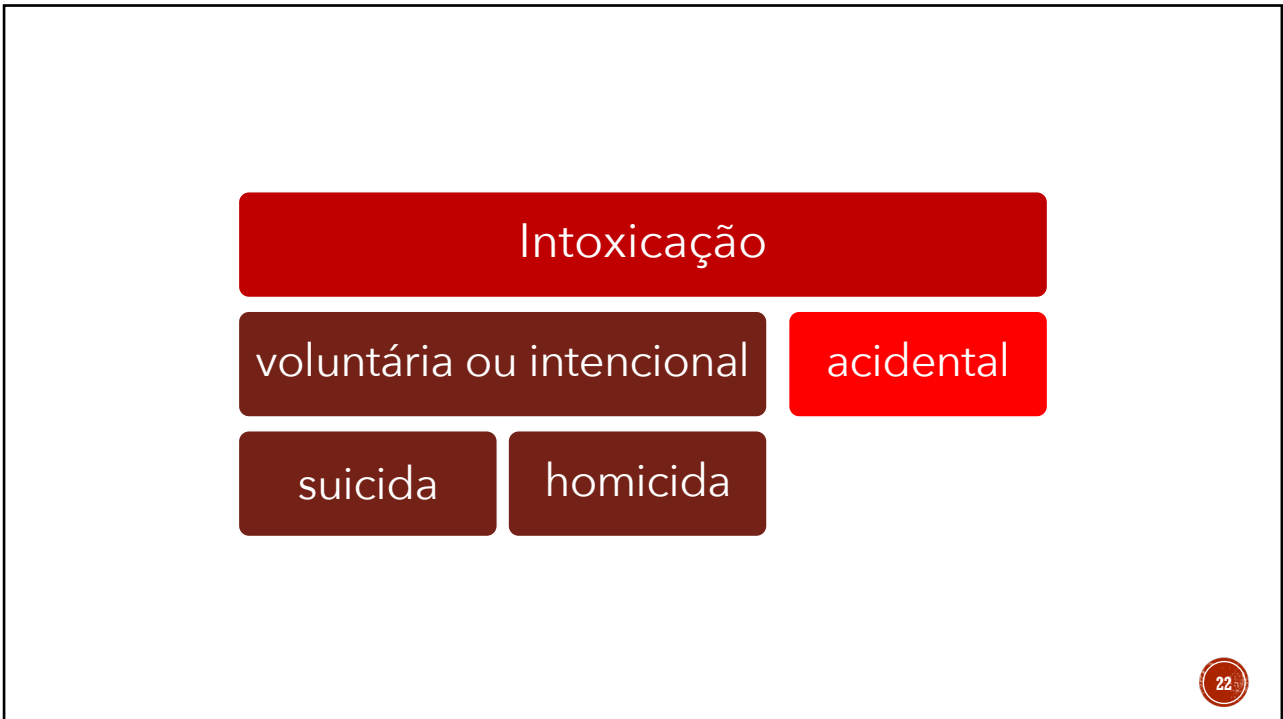 Intoxicação
voluntária ou intencional
acidental
suicida
homicida
22